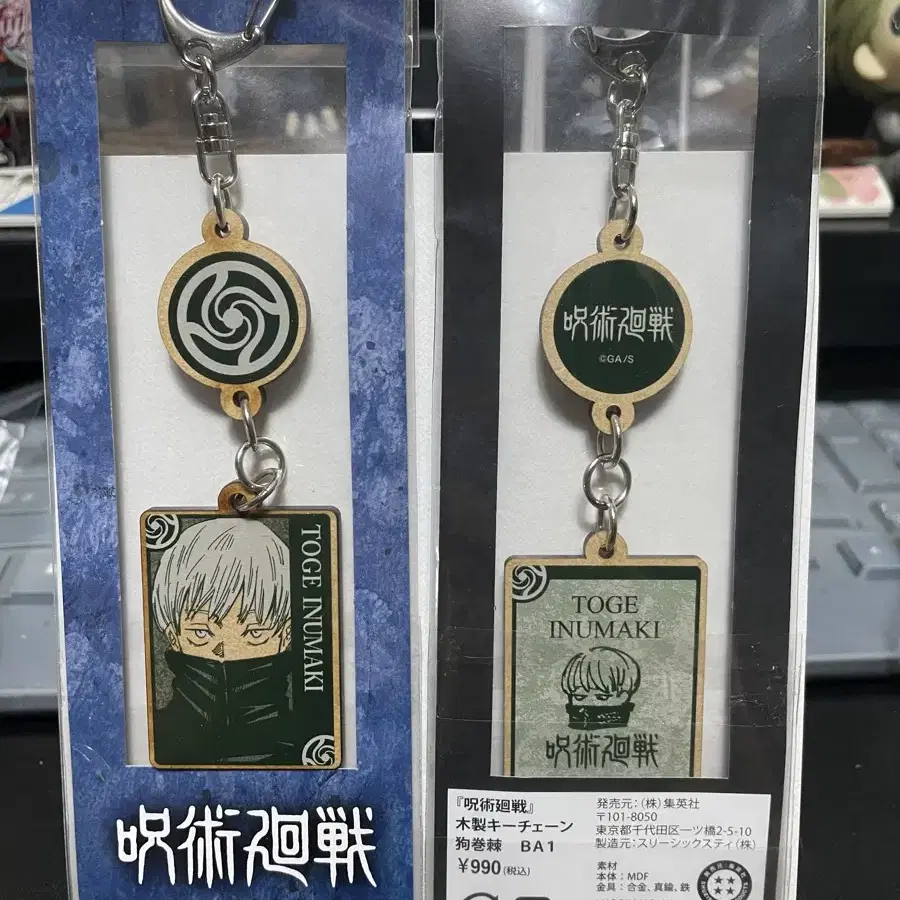 TOGE INUMAKI
呪術廻戦
呪術廻戦
©GA/S
TOGE
INUMAKI
呪術廻戦
『呪術廻戦』
木製キーチェーン
狗巻棘 BA1
¥990(税込)
発売元:(株)集英社
〒101-8050
東京都千代田区一ツ橋2-5-10
製造元:スリーシックスティ(株)
素材
本体:MDF
金具:合金、真鍮、鉄